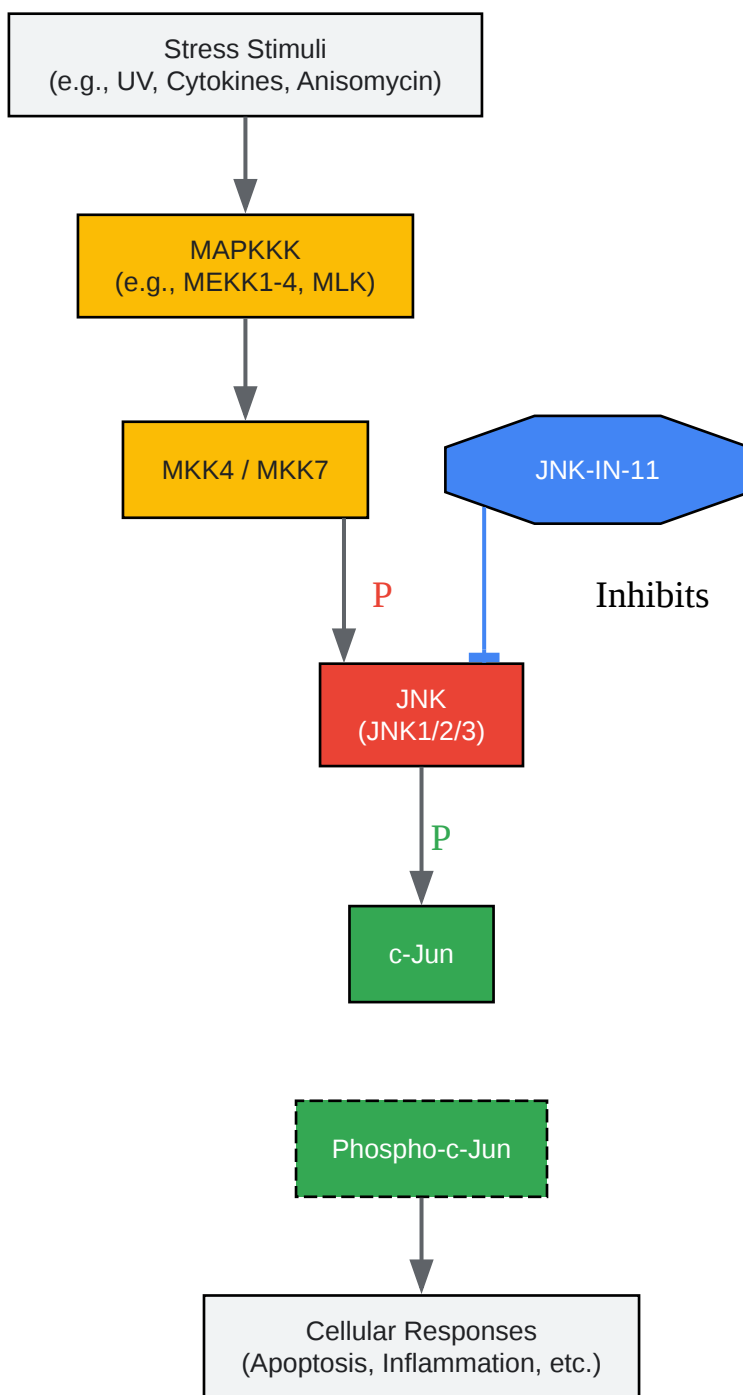 Stress Stimuli
(e.g., UV, Cytokines, Anisomycin)
MAPKKK
(e.g., MEKK1-4, MLK)
MKK4 / MKK7
JNK-IN-11
P
Inhibits
JNK
(JNK1/2/3)
P
c-Jun
Phospho-c-Jun
Cellular Responses
(Apoptosis, Inflammation, etc.)